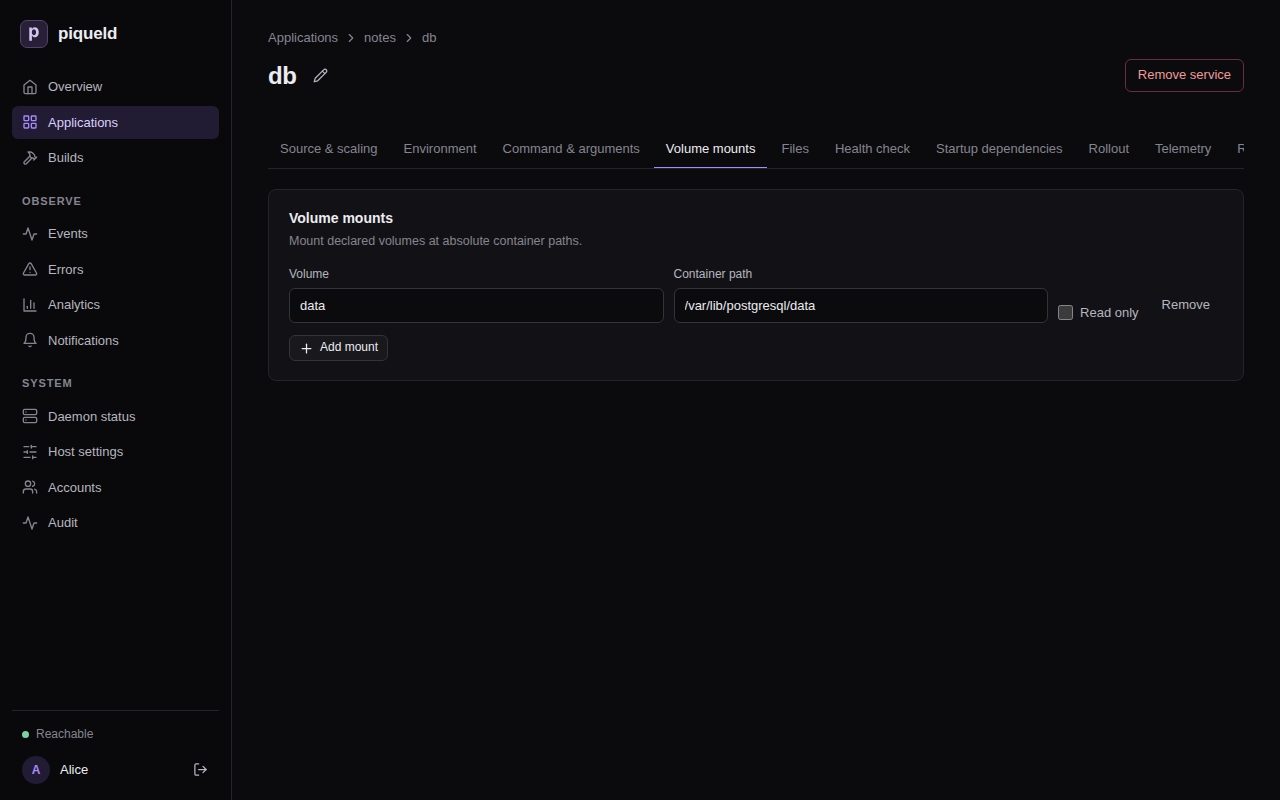 p piqueld
Overview
Applications
Builds
OBSERVE
Events
Errors
Analytics
Notifications
SYSTEM
Daemon status
Host settings
Accounts
Audit
Reachable
A Alice
Applications notes db
db
Remove service
Source & scaling Environment Command & arguments Volume mounts Files Health check Startup dependencies Rollout Telemetry
Volume mounts
Mount declared volumes at absolute container paths.
Volume Container path
data /var/lib/postgresql/data Read only Remove
Add mount